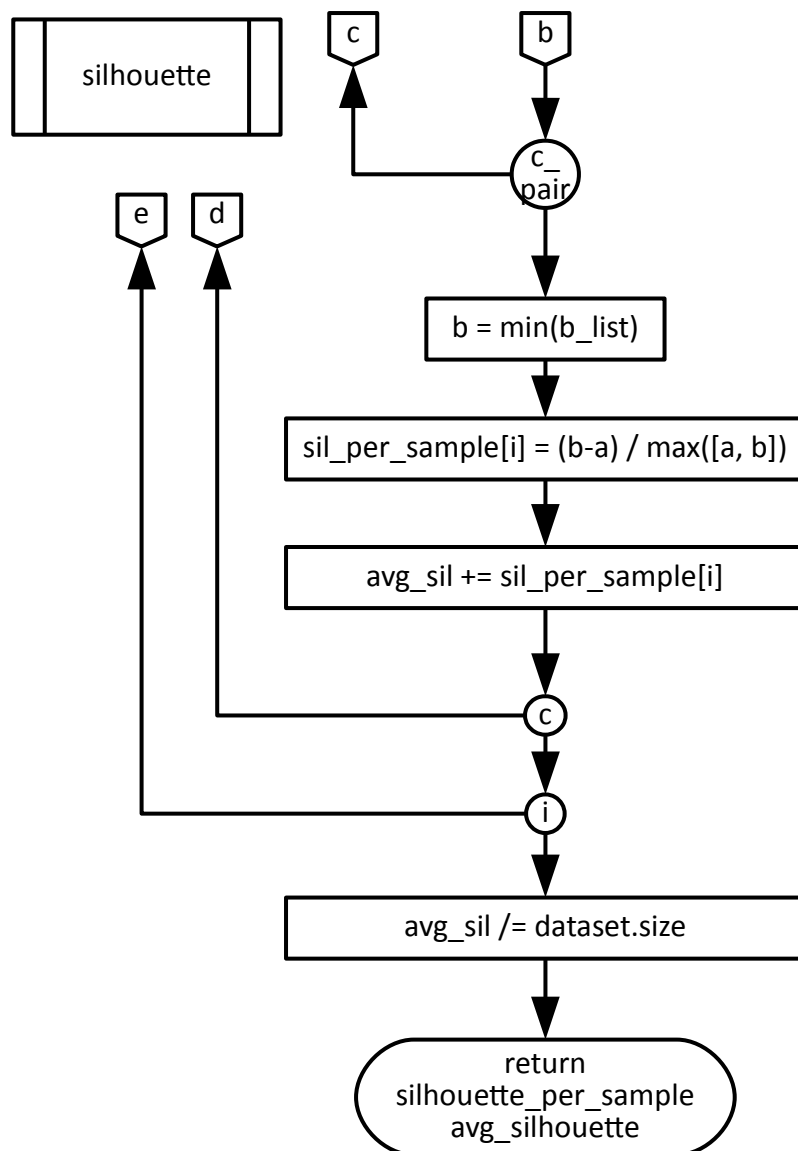 silhouette
c
b
c_
pair
e
d
b = min(b_list)
sil_per_sample[i] = (b-a) / max([a, b])
avg_sil += sil_per_sample[i]
c
i
avg_sil /= dataset.size
return
silhouette_per_sample
avg_silhouette